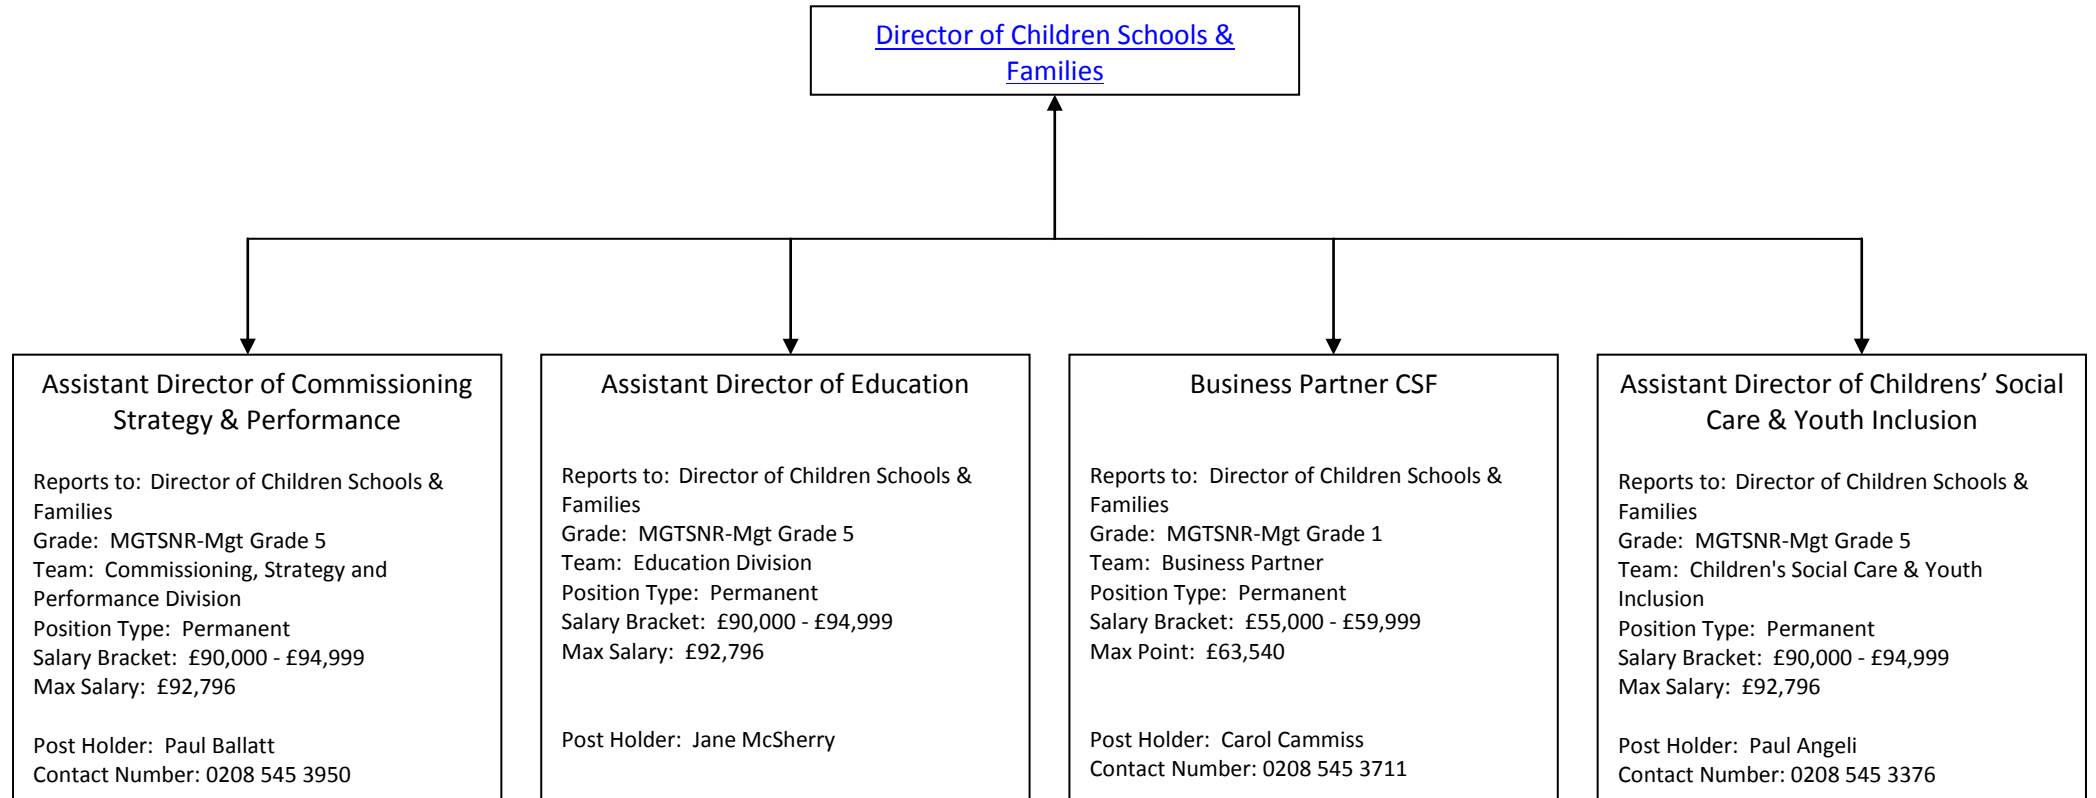 Director of Children Schools &
Families
Assistant Director of Commissioning
Strategy & Performance
Reports to: Director of Children Schools &
Families
Grade: MGTSNR-Mgt Grade 5
Team: Commissioning, Strategy and
Performance Division
Position Type: Permanent
Salary Bracket: £90,000 - £94,999
Max Salary: £92,796
Post Holder: Paul Ballatt
Contact Number: 0208 545 3950
Assistant Director of Education
Reports to: Director of Children Schools &
Families
Grade: MGTSNR-Mgt Grade 5
Team: Education Division
Position Type: Permanent
Salary Bracket: £90,000 - £94,999
Max Salary: £92,796
Post Holder: Jane McSherry
Business Partner CSF
Reports to: Director of Children Schools &
Families
Grade: MGTSNR-Mgt Grade 1
Team: Business Partner
Position Type: Permanent
Salary Bracket: £55,000 - £59,999
Max Point: £63,540
Post Holder: Carol Cammiss
Contact Number: 0208 545 3711
Assistant Director of Childrens’ Social
Care & Youth Inclusion
Reports to: Director of Children Schools &
Families
Grade: MGTSNR-Mgt Grade 5
Team: Children's Social Care & Youth
Inclusion
Position Type: Permanent
Salary Bracket: £90,000 - £94,999
Max Salary: £92,796
Post Holder: Paul Angeli
Contact Number: 0208 545 3376